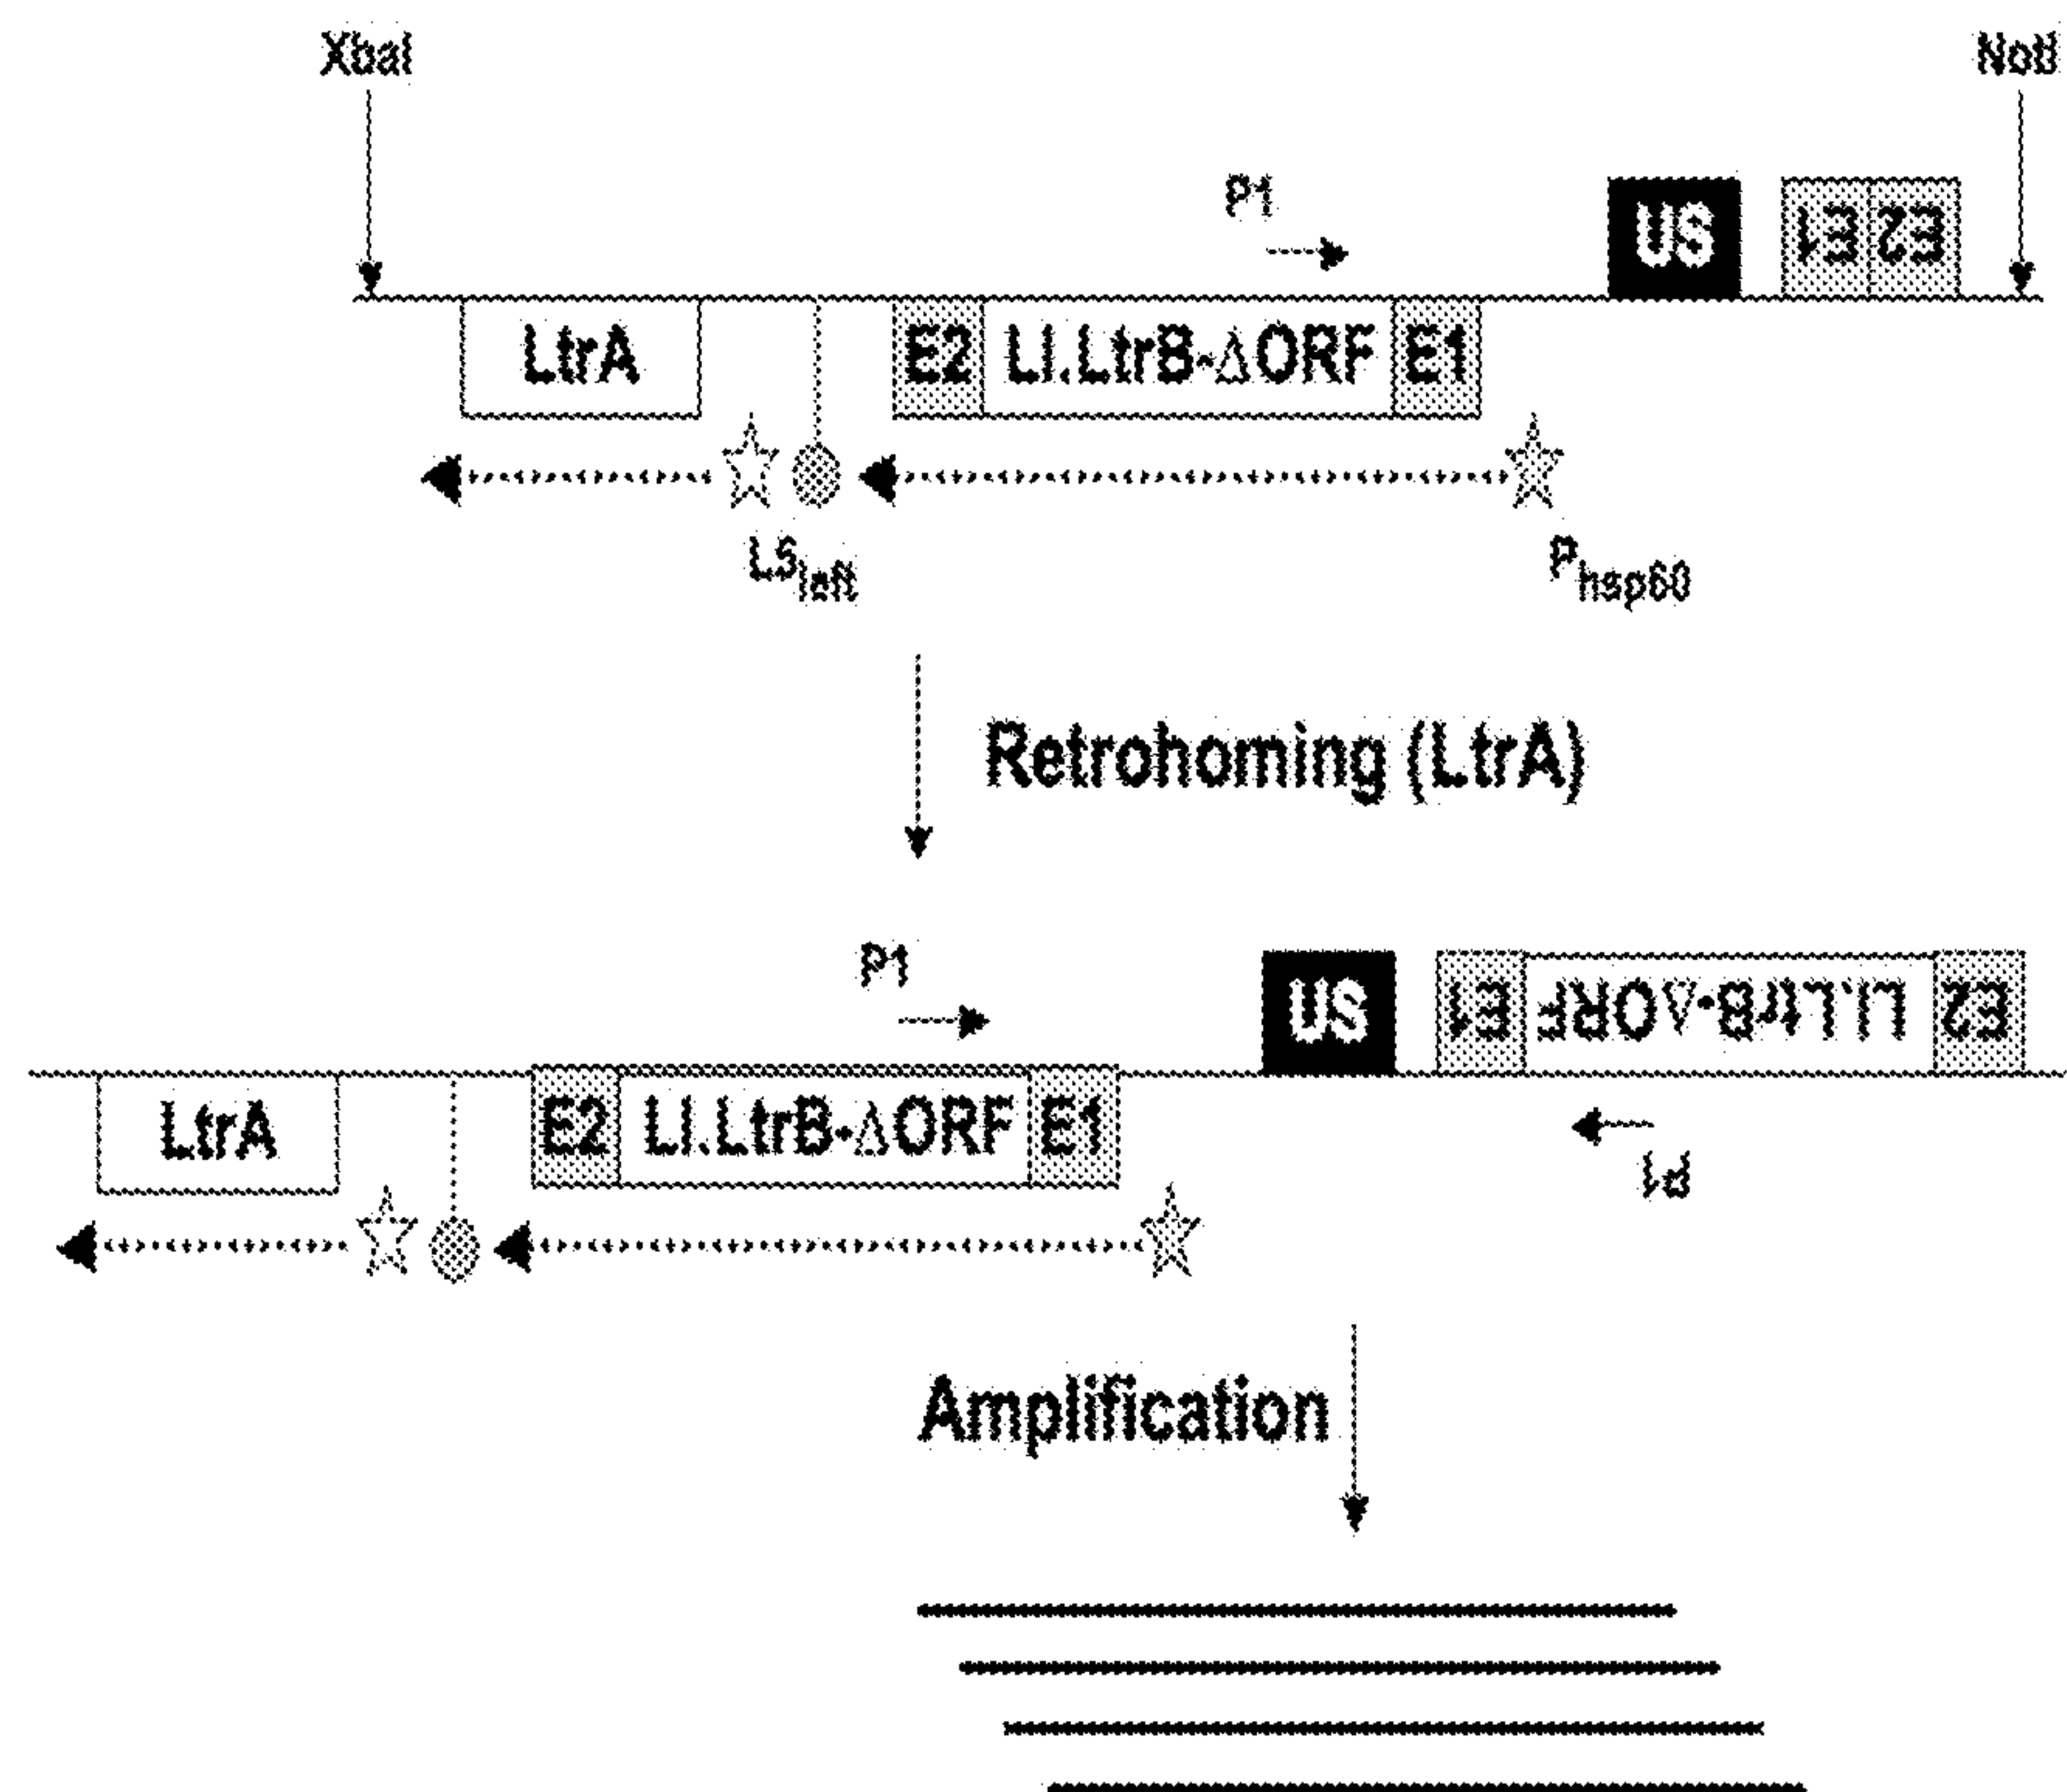 XbaI
NotI
P1
US
E1 E2
LtrA
E2 Ll.LtrB-ΔORF E1
LSleft
Phsp60
Retrohoming (LtrA)
P1
US
E1 Ll.LtrB-ΔORF E2
LtrA
E2 Ll.LtrB-ΔORF E1
P1
Amplification